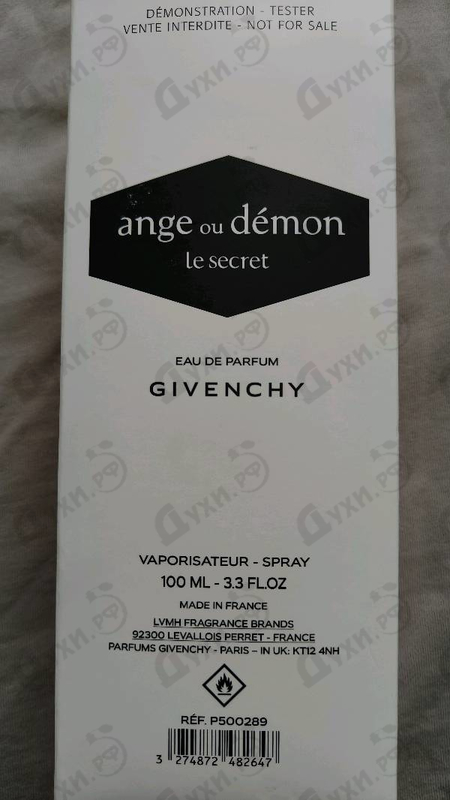 DÉMONSTRATION - TESTER
VENTE INTERDITE - NOT FOR SALE
ange ou démon
le secret
EAU DE PARFUM
GIVENCHY
VAPORISATEUR - SPRAY
100 ML - 3.3 FL.OZ
MADE IN FRANCE
LVMH FRAGRANCE BRANDS
92300 LEVALLOIS PERRET - FRANCE
PARFUMS GIVENCHY - PARIS – IN UK: KT12 4NH
RÉF. P500289
3 274872 482647
Духи.рф